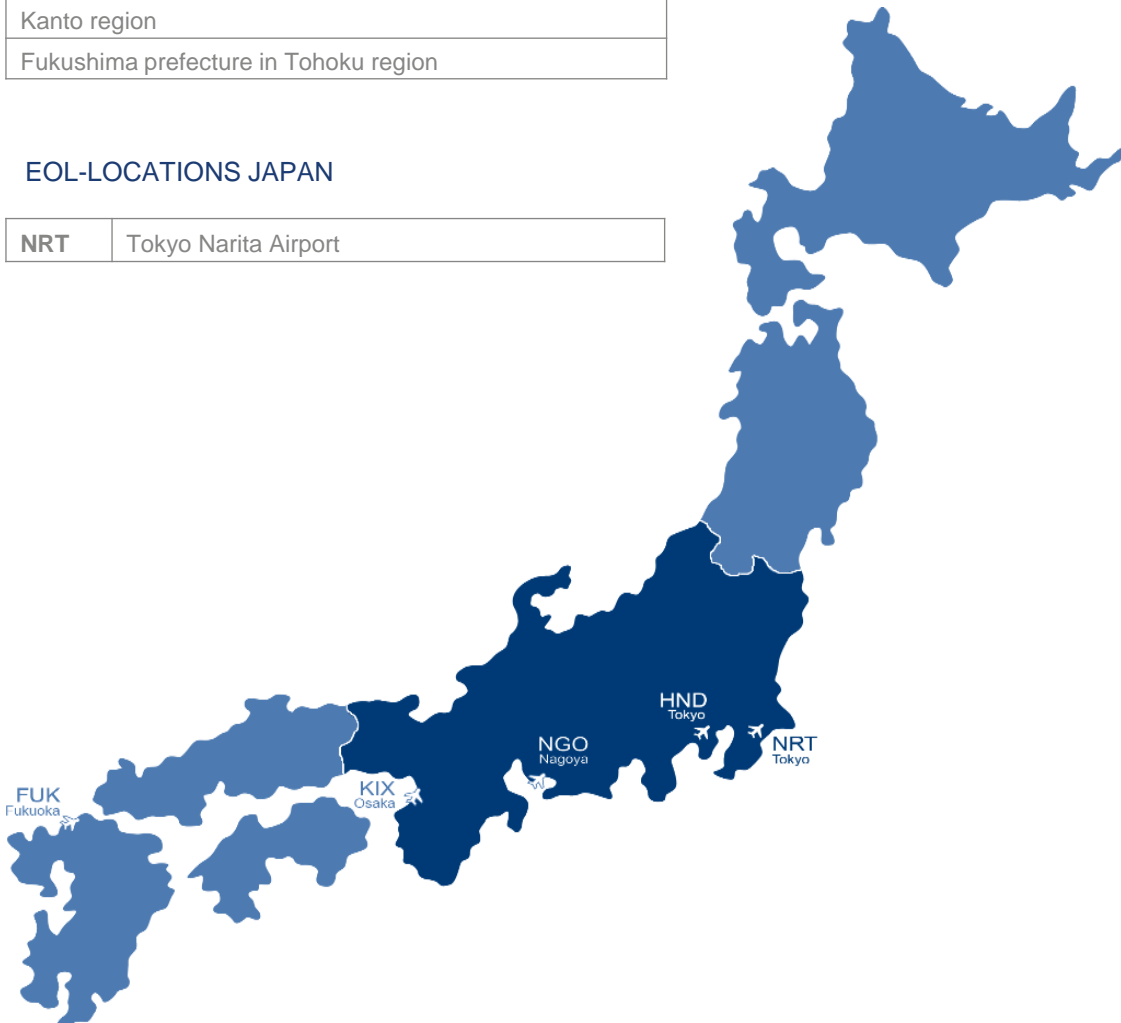 Kanto region
Fukushima prefecture in Tohoku region
EOL-LOCATIONS JAPAN
NRT Tokyo Narita Airport
HND
Tokyo
NRT
Tokyo
NGO
Nagoya
KIX
Osaka
FUK
Fukuoka